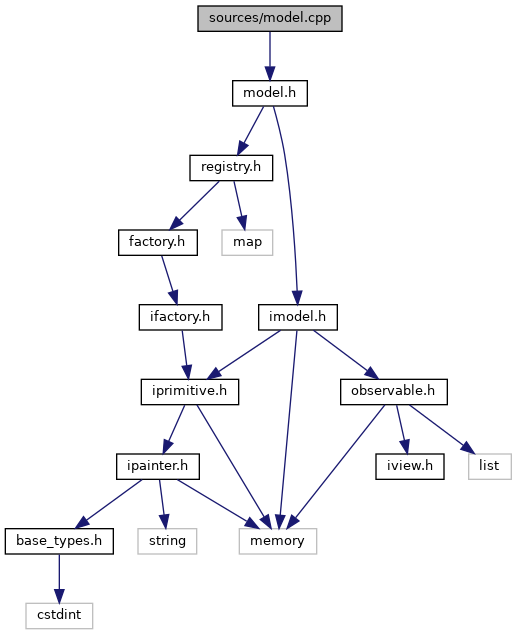 sources/model.cpp
model.h
registry.h
factory.h
map
ifactory.h
imodel.h
iprimitive.h
observable.h
ipainter.h
iview.h
list
base_types.h
string
memory
cstdint